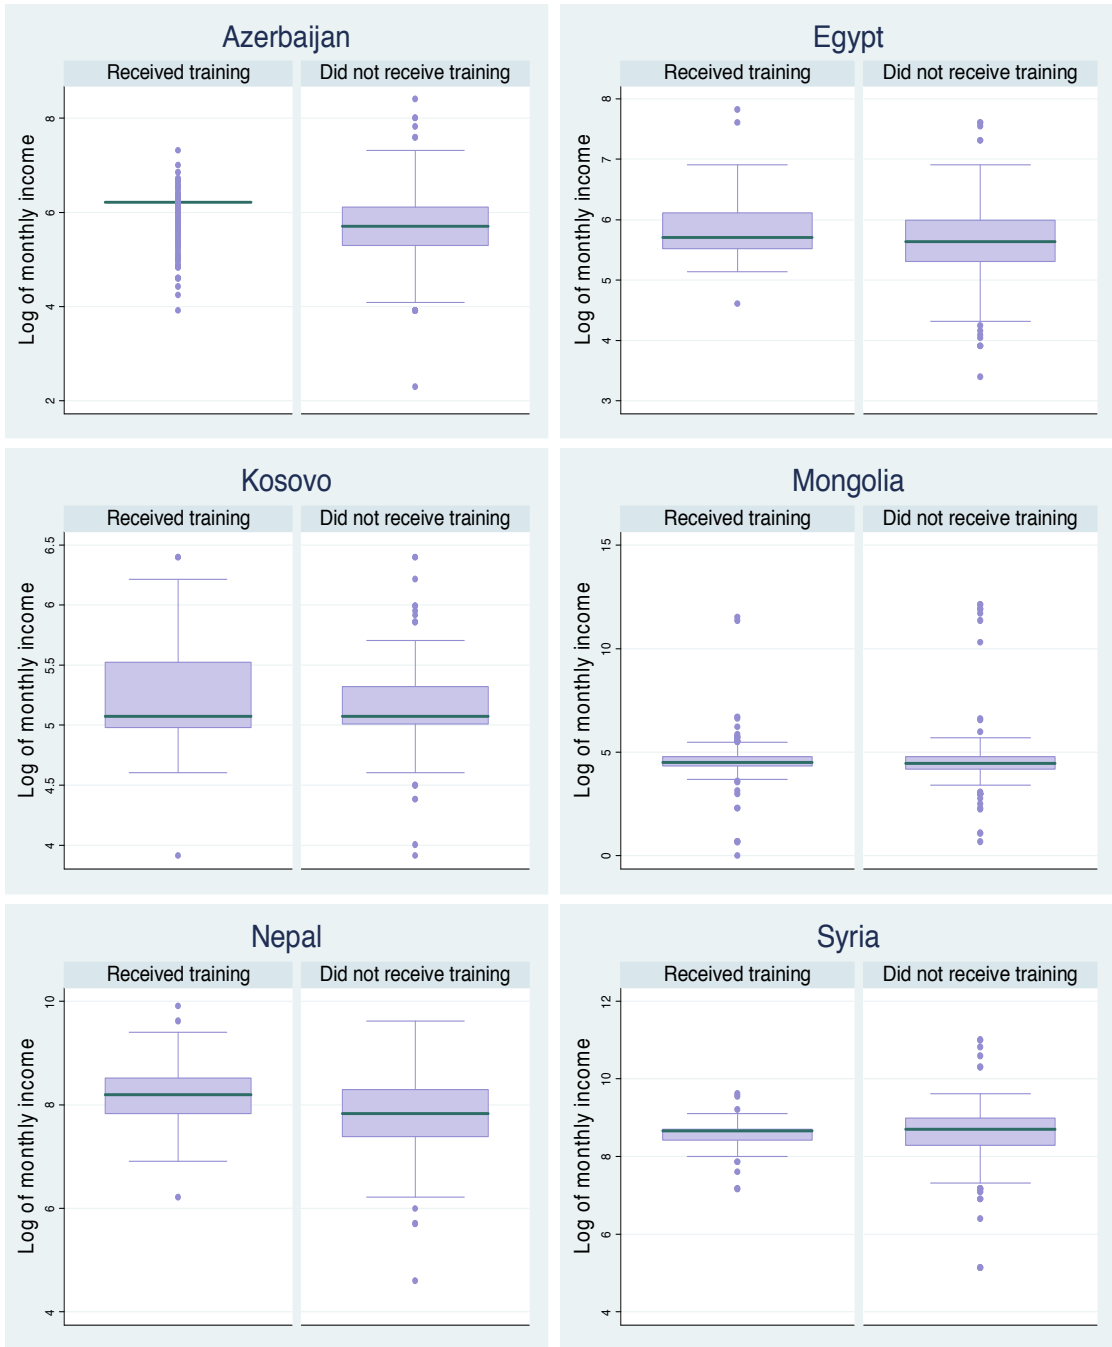 Azerbaijan
Received training
Did not receive training
Log of monthly income
8
6
4
2
Egypt
Received training
Did not receive training
Log of monthly income
8
7
6
5
4
3
Kosovo
Received training
Did not receive training
Log of monthly income
6.5
6
5.5
5
4.5
4
Mongolia
Received training
Did not receive training
Log of monthly income
15
10
5
0
Nepal
Received training
Did not receive training
Log of monthly income
10
8
6
4
Syria
Received training
Did not receive training
Log of monthly income
12
10
8
6
4